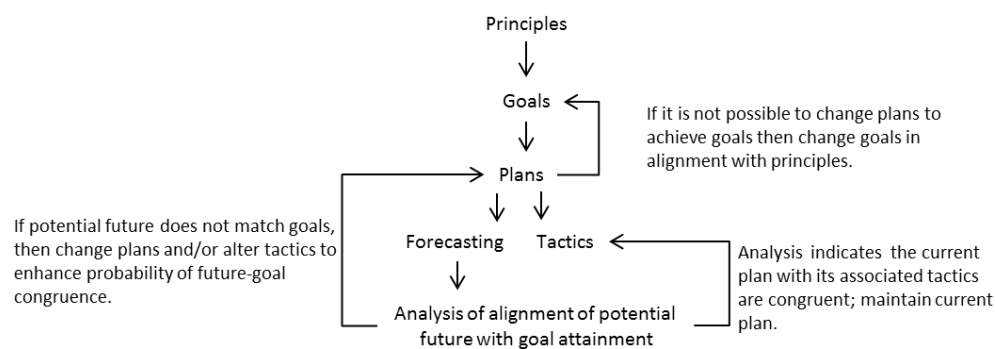 Principles
Goals
If it is not possible to change plans to
achieve goals then change goals in
alignment with principles.
Plans
If potential future does not match goals,
then change plans and/or alter tactics to
enhance probability of future-goal
congruence.
Forecasting
Tactics
Analysis indicates the current
plan with its associated tactics
are congruent; maintain current
plan.
Analysis of alignment of potential
future with goal attainment